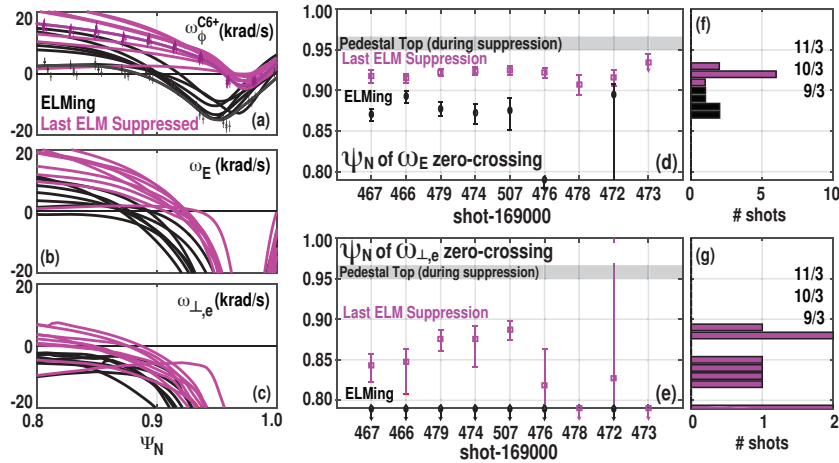 20
ω_ϕ^C6+ (krad/s)
0
ELMing
Last ELM Suppressed
20
(a)
20
ω_E (krad/s)
0
20
(b)
20
ω_⊥,e (krad/s)
0
20
(c)
0.8
0.9
1.0
Ψ_N
1.00
0.95
Pedestal Top (during suppression)
Last ELM Suppression
0.90
ELMing
0.85
0.80
ψ_N of ω_E zero-crossing
(d)
467 466 479 474 507 476 478 472 473
shot-169000
1.00
ψ_N of ω_⊥,e zero-crossing
0.95
Pedestal Top (during suppression)
Last ELM Suppression
0.90
0.85
0.80
ELMing
(e)
467 466 479 474 507 476 478 472 473
shot-169000
(f)
11/3
10/3
9/3
0 5 10
# shots
(g)
11/3
10/3
9/3
0 1 2
# shots